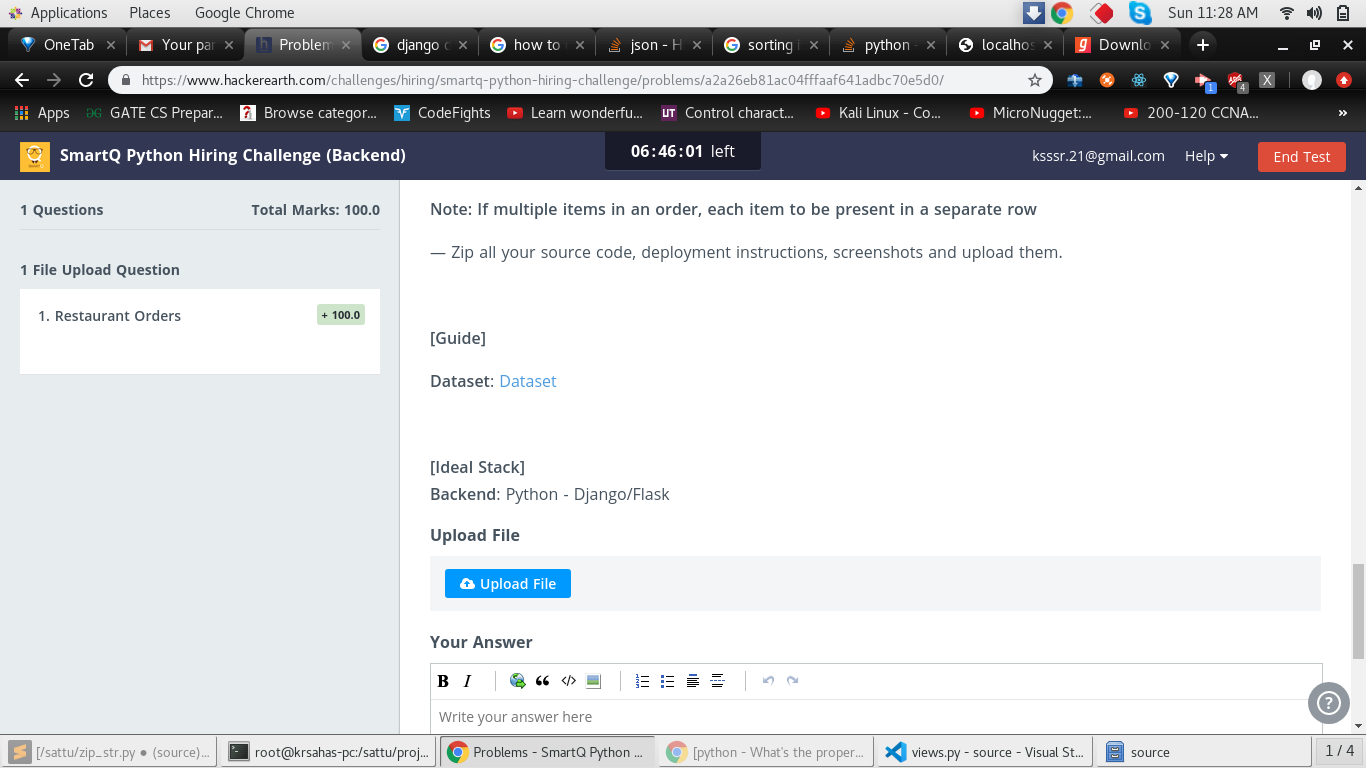 Applications Places Google Chrome Sun 11:28 AM
OneTab Your pa Problem django c how to json - H sorting python - localhos Downlo
https://www.hackerearth.com/challenges/hiring/smartq-python-hiring-challenge/problems/a2a26eb81ac04fffaaf641adbc70e5d0/ 1 4
Apps GATE CS Prepar... Browse categor... CodeFights Learn wonderfu... UT Control charact... Kali Linux - Co... MicroNugget:... 200-120 CCNA... »
SmartQ Python Hiring Challenge (Backend) 06:46:01 left ksssr.21@gmail.com Help End Test
1 Questions Total Marks: 100.0
1 File Upload Question
1. Restaurant Orders + 100.0
Note: If multiple items in an order, each item to be present in a separate row
— Zip all your source code, deployment instructions, screenshots and upload them.
[Guide]
Dataset: Dataset
[Ideal Stack]
Backend: Python - Django/Flask
Upload File
Upload File
Your Answer
B I
Write your answer here
?
[/sattu/zip_str.py • (source)... root@krsahas-pc:/sattu/proj... Problems - SmartQ Python ... [python - What's the proper... views.py - source - Visual St... source 1 / 4